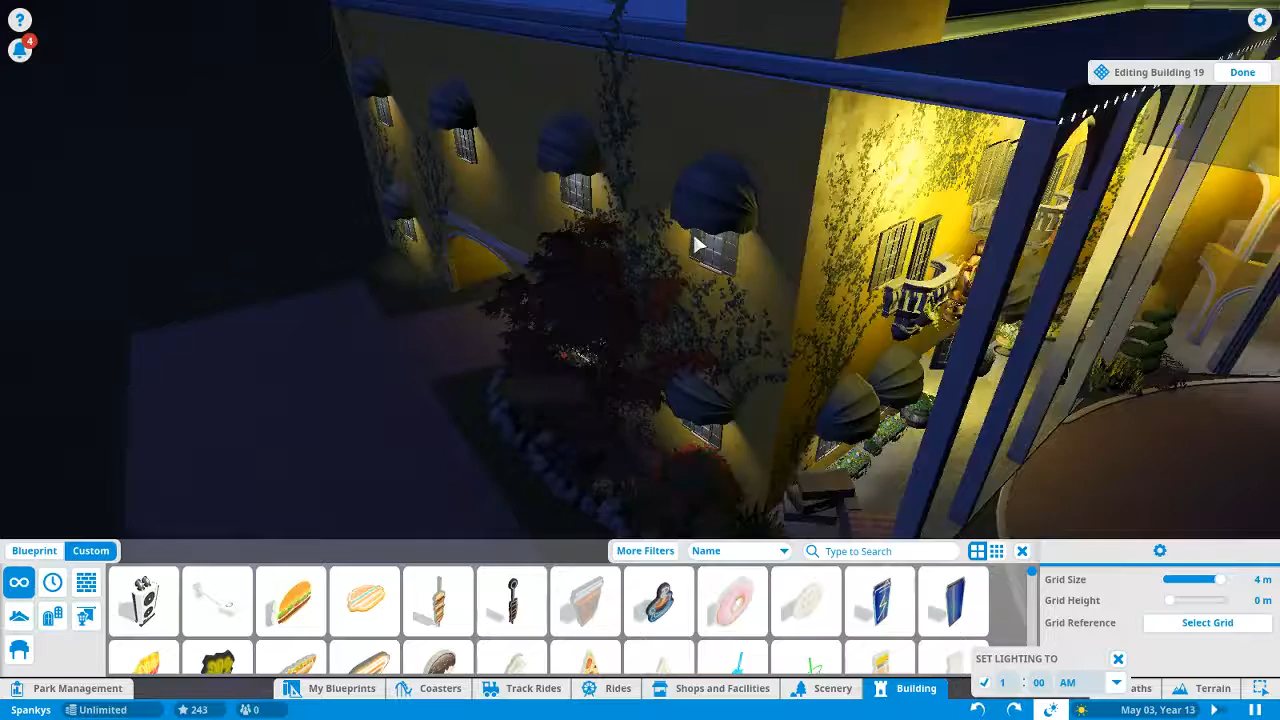 ?
4
Editing Building 19 Done
Blueprint Custom More Filters Name Type to Search
Grid Size 4 m
Grid Height 0 m
Grid Reference Select Grid
SET LIGHTING TO
1 : 00 AM
Park Management My Blueprints Coasters Track Rides Rides Shops and Facilities Scenery Building aths Terrain
Spankys Unlimited 243 0 May 03, Year 13